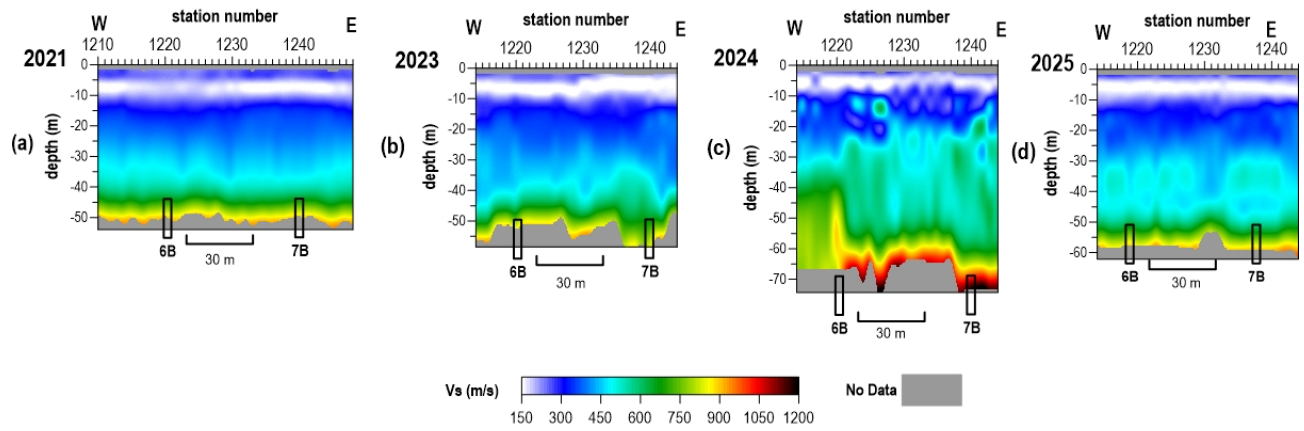 station number
W E
1210 1220 1230 1240
2021
(a)
depth (m)
0
-10
-20
-30
-40
-50
6B 7B
30 m
station number
W E
1220 1230 1240
2023
(b)
depth (m)
0
-10
-20
-30
-40
-50
6B 7B
30 m
station number
W E
1220 1230 1240
2024
(c)
depth (m)
0
-10
-20
-30
-40
-50
-60
-70
6B 7B
30 m
station number
W E
1220 1230 1240
2025
(d)
depth (m)
0
-10
-20
-30
-40
-50
-60
6B 7B
30 m
Vs (m/s)
150 300 450 600 750 900 1050 1200
No Data